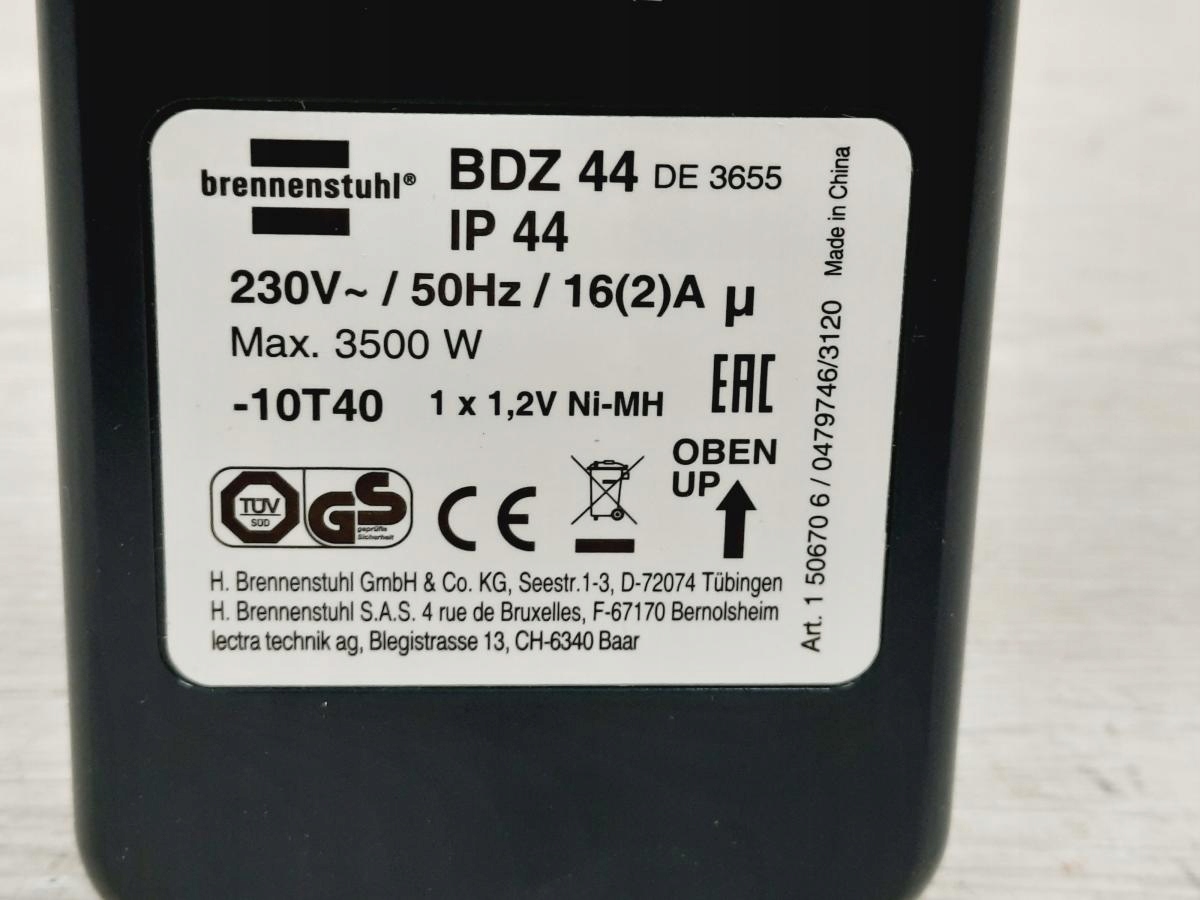 brennenstuhl®
BDZ 44 DE 3655
IP 44
230V~ / 50Hz / 16(2)A µ
Max. 3500 W
-10T40 1 x 1,2V Ni-MH
EAC
OBEN
UP
TÜV
SÜD
GS
geprüfte
Sicherheit
CE
H. Brennenstuhl GmbH & Co. KG, Seestr.1-3, D-72074 Tübingen
H. Brennenstuhl S.A.S. 4 rue de Bruxelles, F-67170 Bernolsheim
lectra technik ag, Blegistrasse 13, CH-6340 Baar
Art. 1 50670 6 / 0479746/3120 Made in China